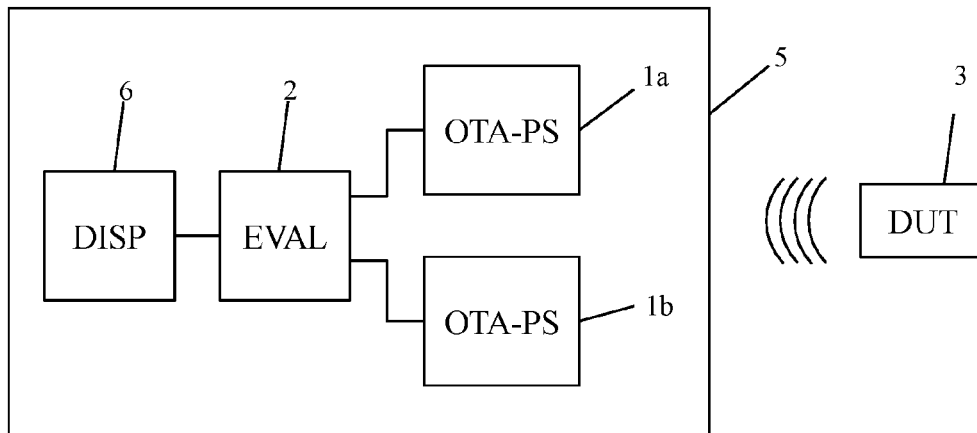 1a
5
3
6
2
OTA-PS
DISP
EVAL
DUT
OTA-PS
1b